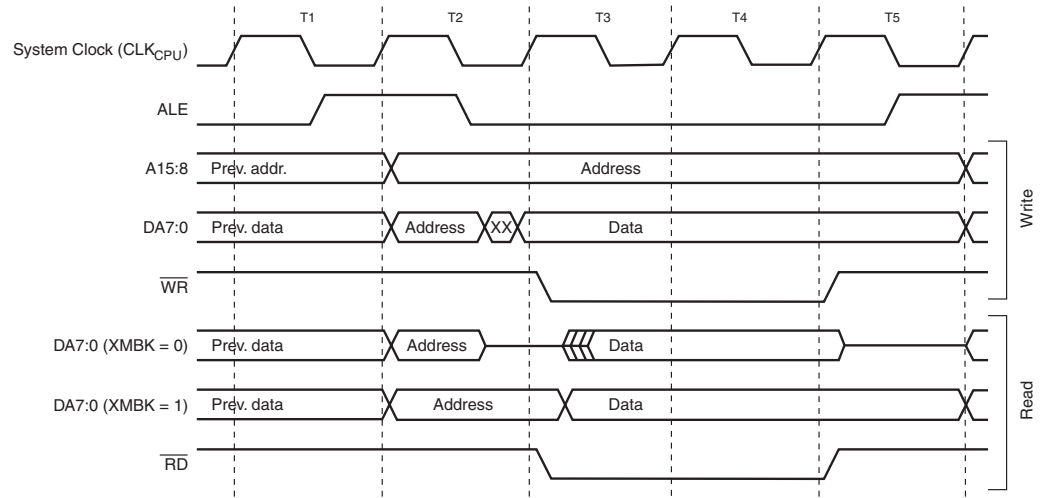 T1 T2 T3 T4 T5
System Clock (CLKCPU)
ALE
A15:8 Prev. addr. Address
DA7:0 Prev. data Address XX Data
WR
Write
DA7:0 (XMBK = 0) Prev. data Address Data
DA7:0 (XMBK = 1) Prev. data Address Data
RD
Read